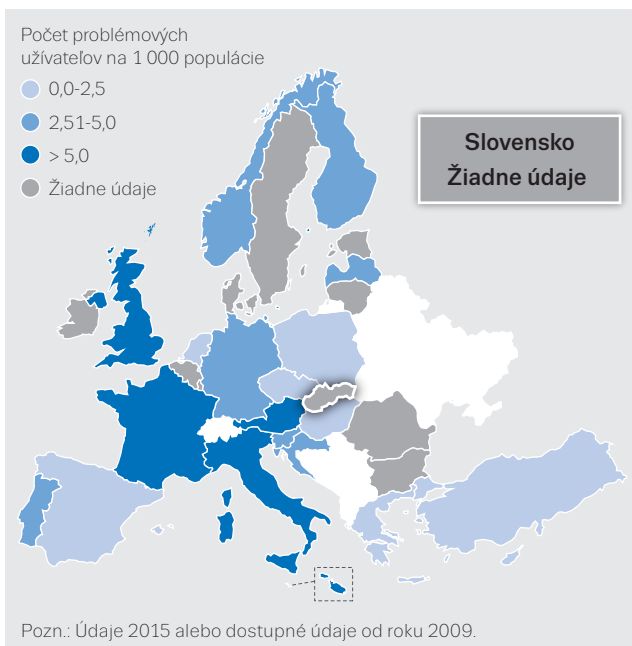 Počet problémových
užívateľov na 1 000 populácie
0,0-2,5
2,51-5,0
> 5,0
Žiadne údaje
Slovensko
Žiadne údaje
Pozn.: Údaje 2015 alebo dostupné údaje od roku 2009.